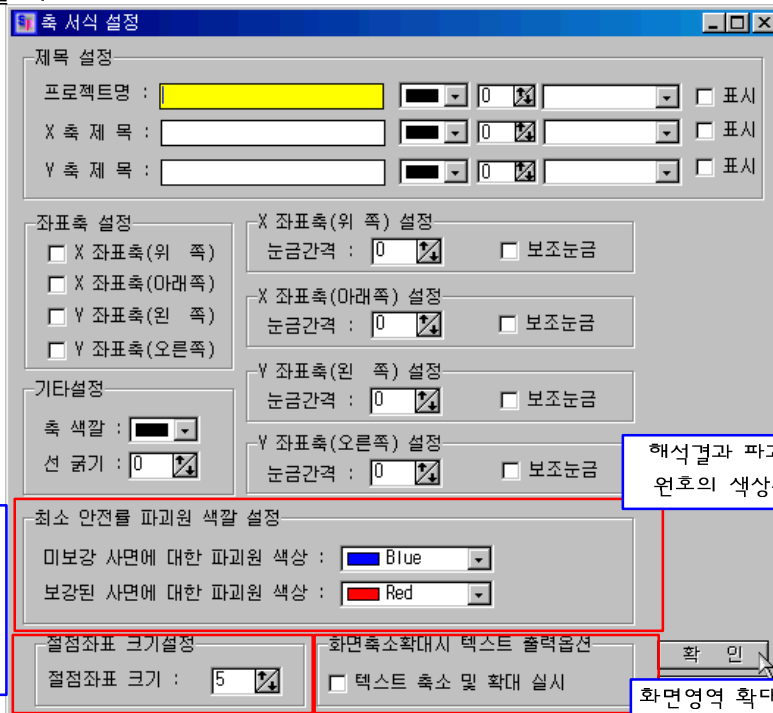 축 서식 설정
제목 설정
프로젝트명 : 0 표시
X 축 제 목 : 0 표시
Y 축 제 목 : 0 표시
좌표축 설정
X 좌표축(위 쪽)
X 좌표축(아래쪽)
Y 좌표축(왼 쪽)
Y 좌표축(오른쪽)
X 좌표축(위 쪽) 설정
눈금간격 : 0 보조눈금
X 좌표축(아래쪽) 설정
눈금간격 : 0 보조눈금
Y 좌표축(왼 쪽) 설정
눈금간격 : 0 보조눈금
Y 좌표축(오른쪽) 설정
눈금간격 : 0 보조눈금
기타설정
축 색깔 :
선 굵기 : 0
해석결과
원호의 색상
최소 안전률 파괴원 색깔 설정
미보강 사면에 대한 파괴원 색상 : Blue
보강된 사면에 대한 파괴원 색상 : Red
절점좌표 크기설정
절점좌표 크기 : 5
화면축소확대시 텍스트 출력옵션
텍스트 축소 및 확대 실시
확 인
화면영역